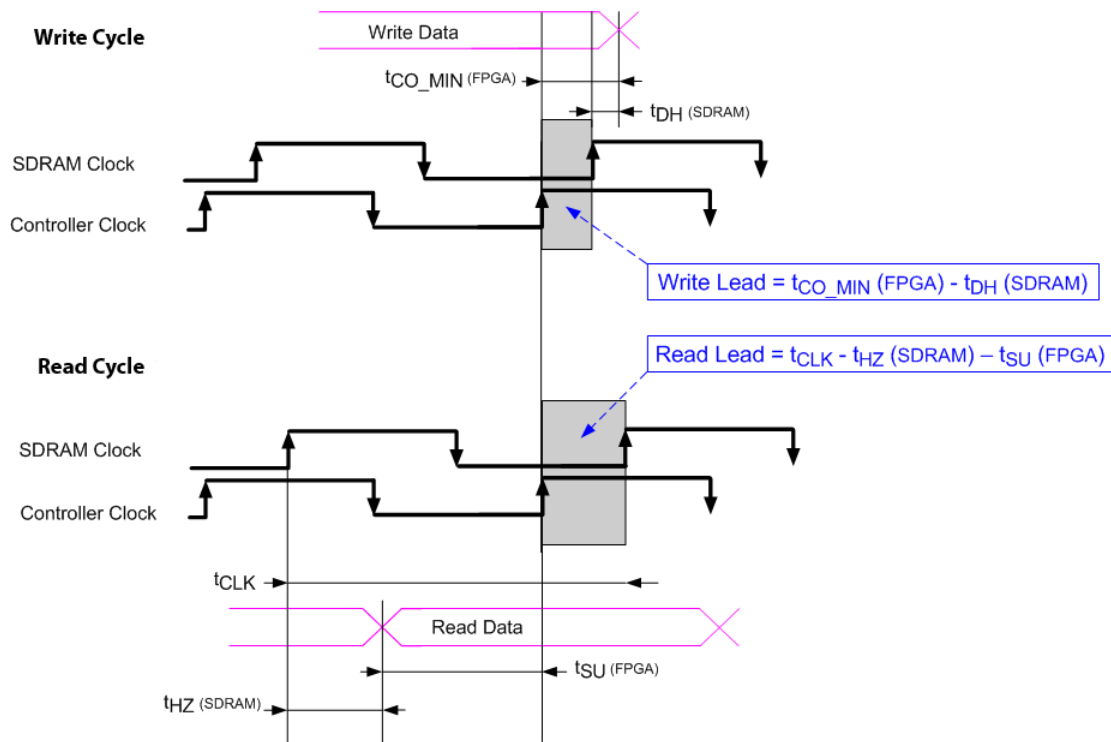 Write Cycle
Write Data
tCO_MIN (FPGA)
tDH (SDRAM)
SDRAM Clock
Controller Clock
Write Lead = tCO_MIN (FPGA) - tDH (SDRAM)
Read Lead = tCLK - tHZ (SDRAM) – tSU (FPGA)
Read Cycle
SDRAM Clock
Controller Clock
tCLK
Read Data
tSU (FPGA)
tHZ (SDRAM)